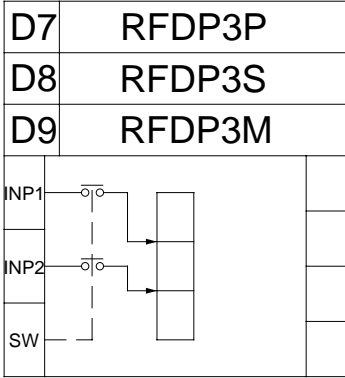 D7 RFDP3P
D8 RFDP3S
D9 RFDP3M
INP1
INP2
SW